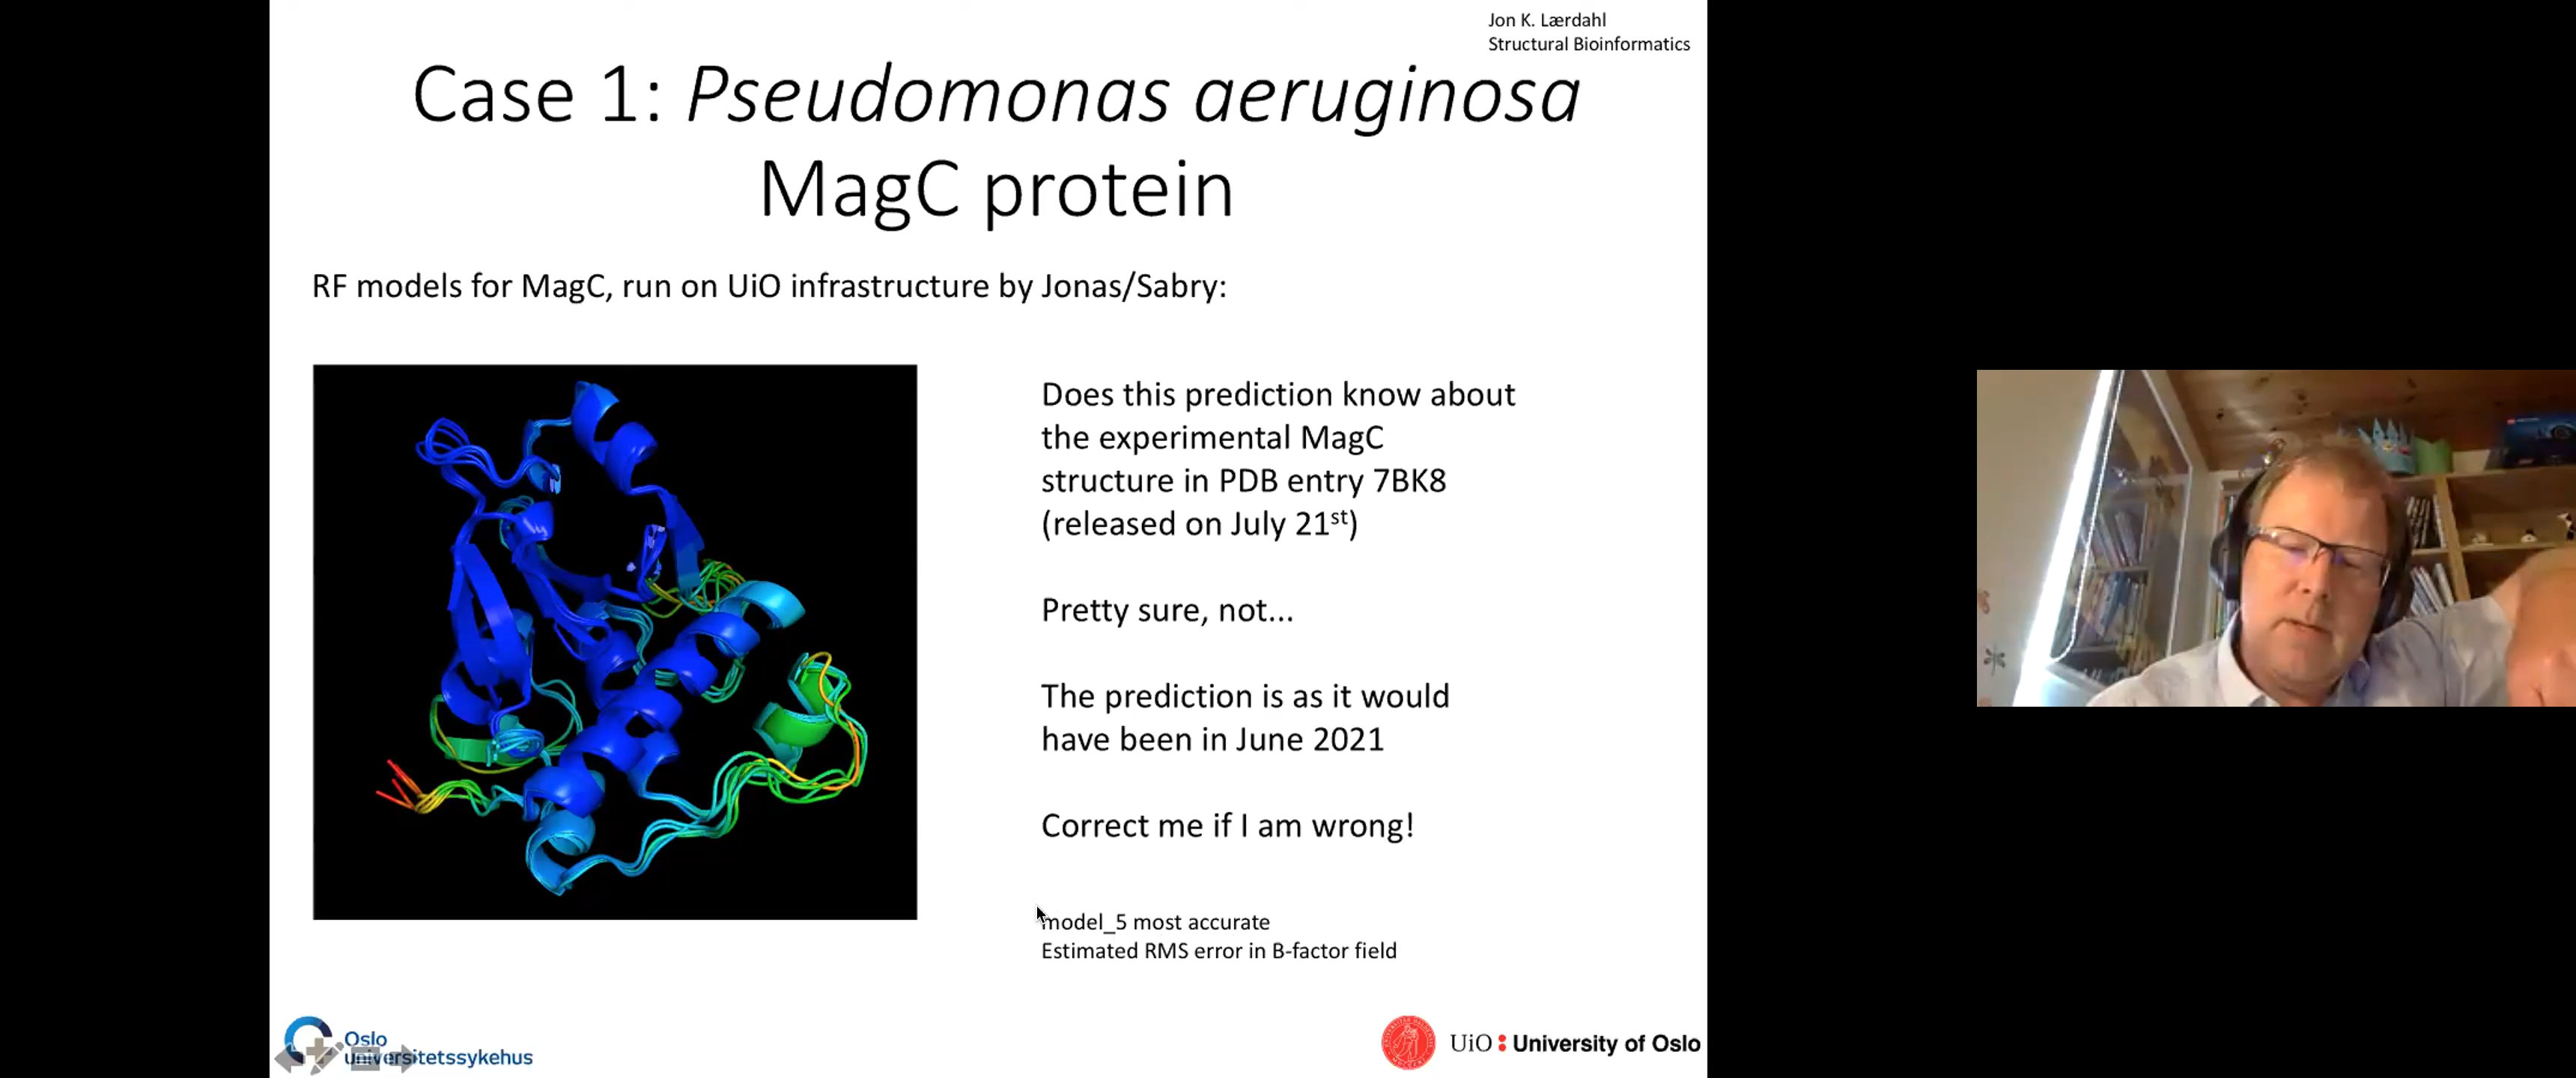 Jon K. Lærdahl
Structural Bioinformatics
Case 1: Pseudomonas aeruginosa
MagC protein
RF models for MagC, run on UiO infrastructure by Jonas/Sabry:
Does this prediction know about
the experimental MagC
structure in PDB entry 7BK8
(released on July 21st)
Pretty sure, not...
The prediction is as it would
have been in June 2021
Correct me if I am wrong!
model_5 most accurate
Estimated RMS error in B-factor field
Oslo
universitetssykehus
UiO : University of Oslo